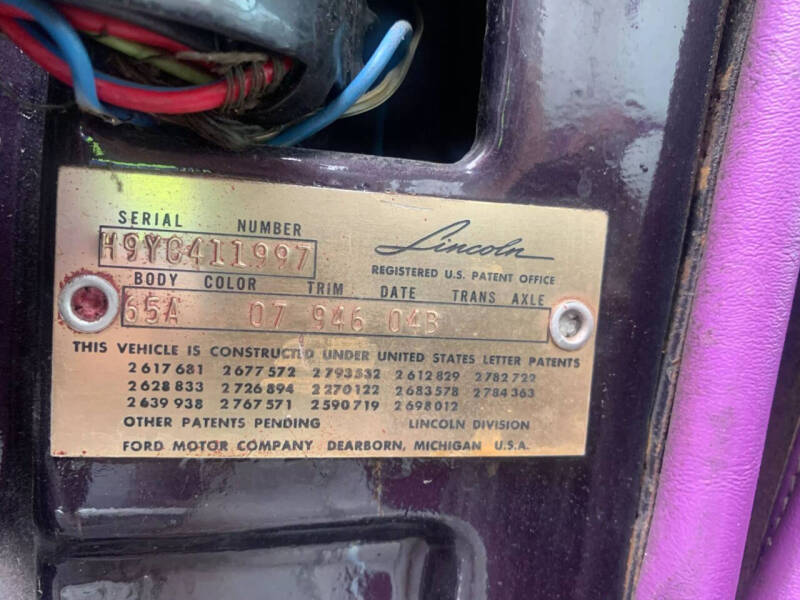 SERIAL NUMBER
H9YC411997
Lincoln
REGISTERED U.S. PATENT OFFICE
BODY COLOR TRIM DATE TRANS AXLE
65A 07 946 04B
THIS VEHICLE IS CONSTRUCTED UNDER UNITED STATES LETTER PATENTS
2617681 2677572 2793532 2612829 2782722
2628833 2726894 2270122 2683578 2784363
2639938 2767571 2590719 2698012
OTHER PATENTS PENDING LINCOLN DIVISION
FORD MOTOR COMPANY DEARBORN, MICHIGAN U.S.A.